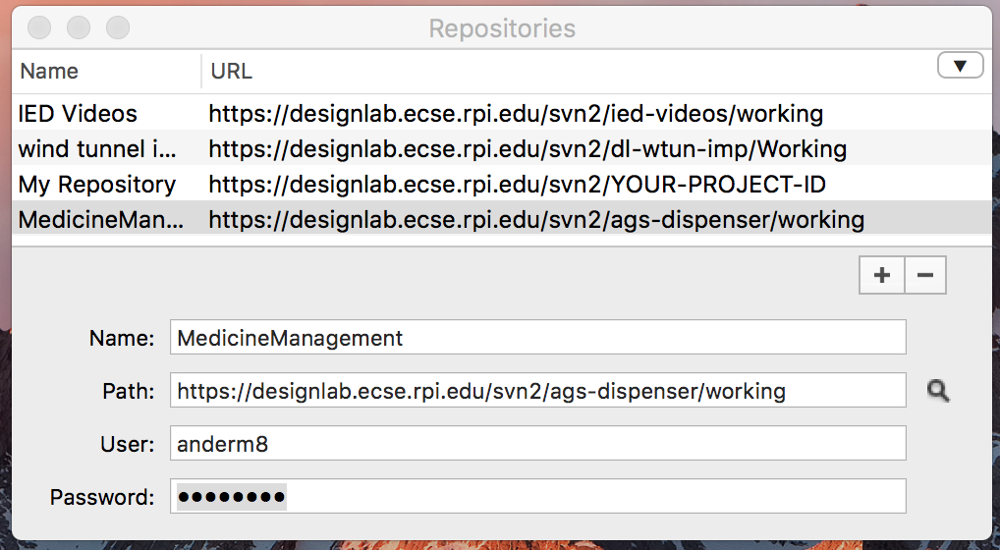 Repositories
Name URL
▼
IED Videos https://designlab.ecse.rpi.edu/svn2/ied-videos/working
wind tunnel i... https://designlab.ecse.rpi.edu/svn2/dl-wtun-imp/Working
My Repository https://designlab.ecse.rpi.edu/svn2/YOUR-PROJECT-ID
MedicineMan... https://designlab.ecse.rpi.edu/svn2/ags-dispenser/working
+ −
Name: MedicineManagement
Path: https://designlab.ecse.rpi.edu/svn2/ags-dispenser/working
User: anderm8
Password: ●●●●●●●●